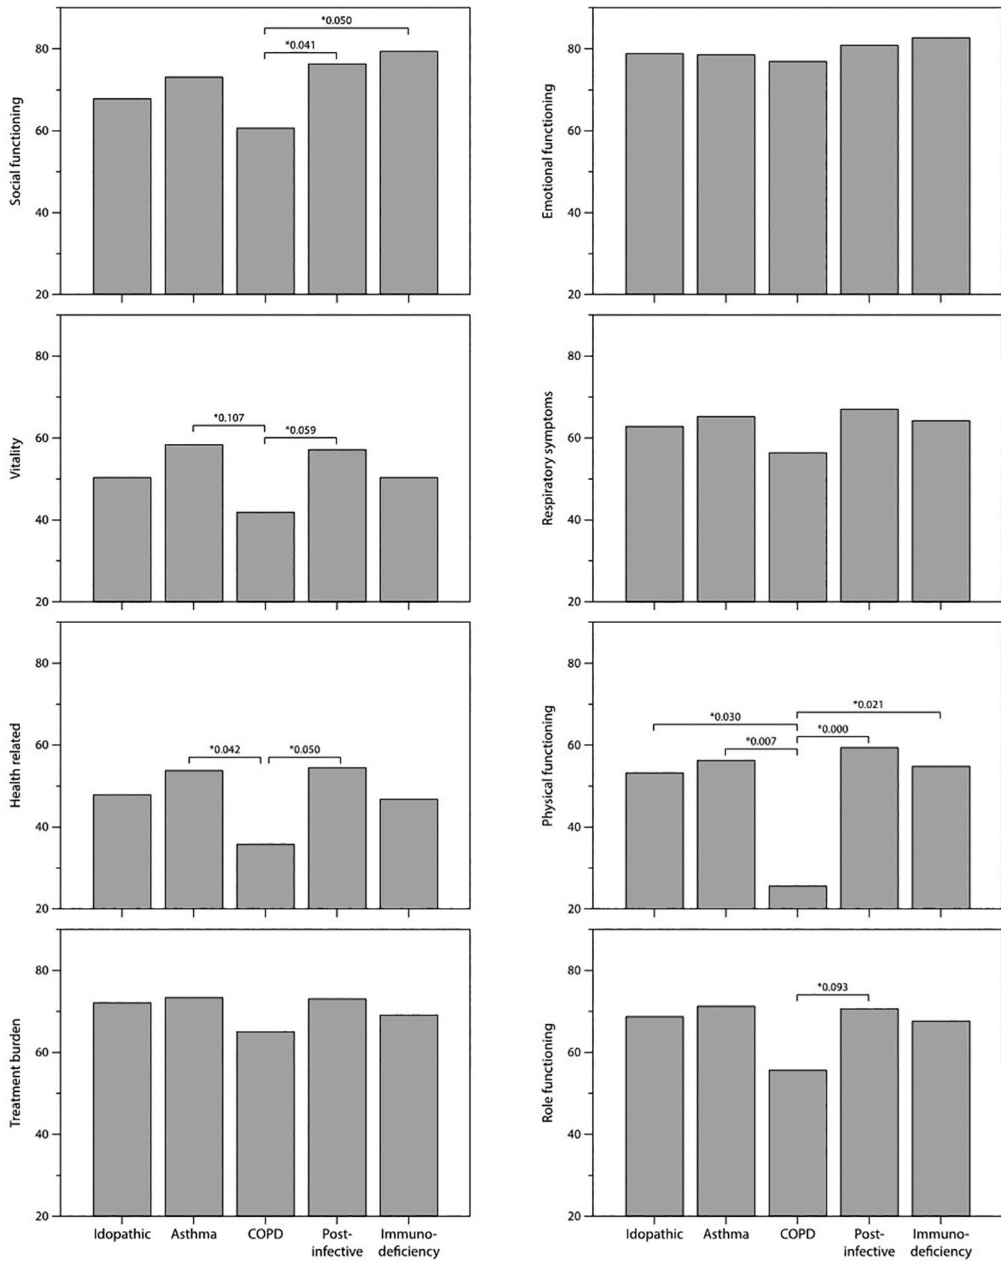 Social functioning
80
60
40
20
*0.050
*0.041
Emotional functioning
80
60
40
20
Vitality
80
60
40
20
*0.107
*0.059
Respiratory symptoms
80
60
40
20
Health related
80
60
40
20
*0.042
*0.050
Physical functioning
80
60
40
20
*0.030
*0.021
*0.007
*0.000
Treatment burden
80
60
40
20
Idopathic
Asthma
COPD
Post-
infective
Immuno-
deficiency
Role functioning
80
60
40
20
*0.093
Idopathic
Asthma
COPD
Post-
infective
Immuno-
deficiency